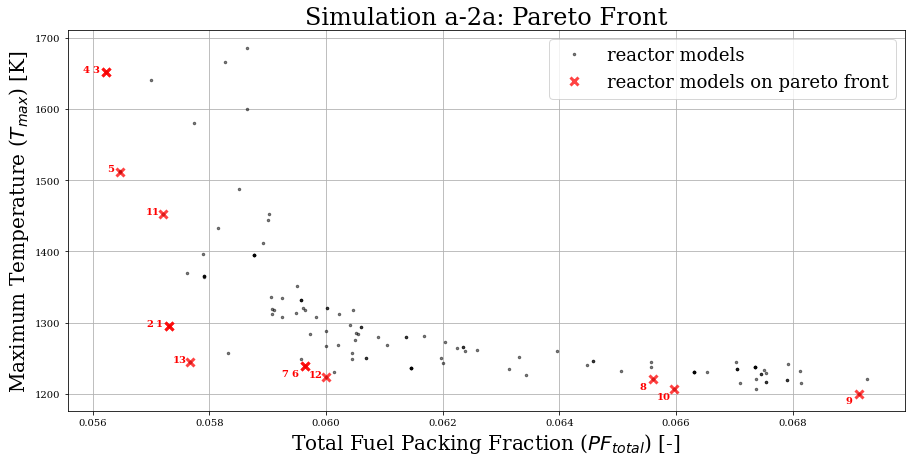 Simulation a-2a: Pareto Front
Maximum Temperature (T_max) [K]
1700
1600
1500
1400
1300
1200
reactor models
reactor models on pareto front
4 3
5
11
2 1
13
7 6
12
8
10
9
0.056 0.058 0.060 0.062 0.064 0.066 0.068
Total Fuel Packing Fraction (PF_total) [-]